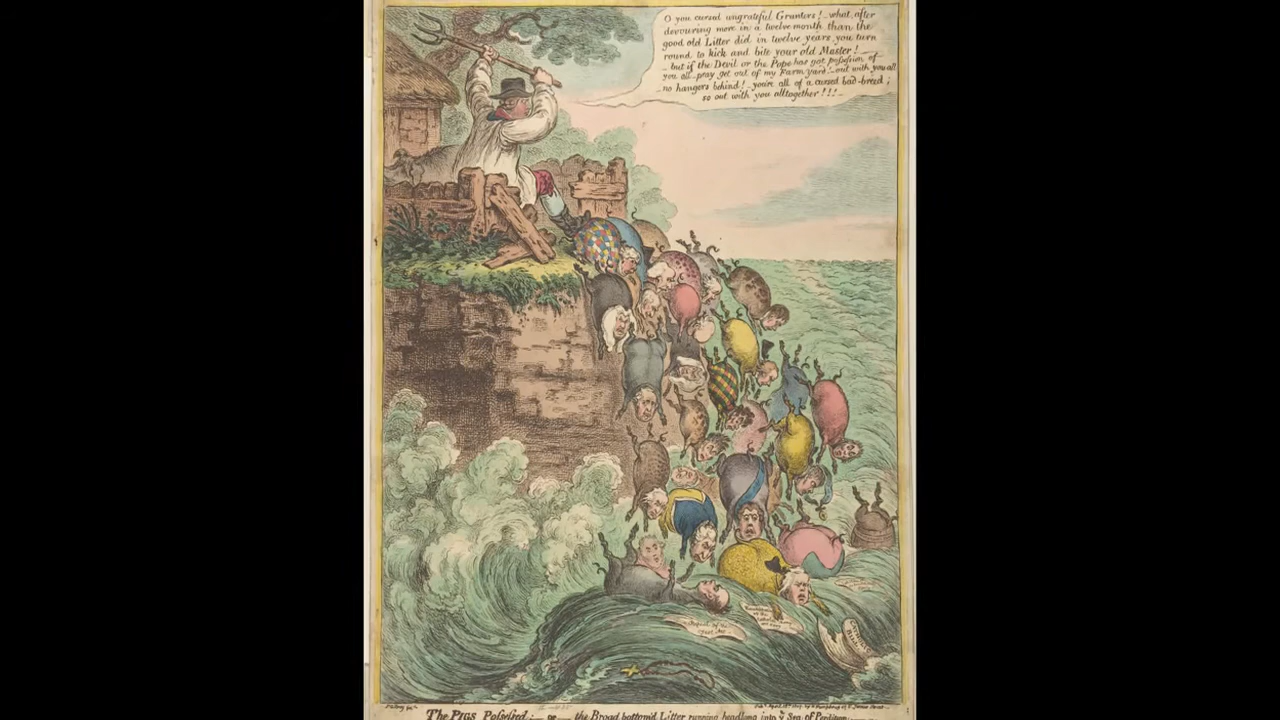 O you cursed ungrateful Grunters! what, after
devouring more in a twelve month than the
good old Litter did in twelve years, you turn
round to kick and bite your old Master!
but if the Devil or the Pope has got possession of
you all pray get out of my Farm yard! out with you all
no hangers behind! you're all of a cursed bad-breed;
so out with you alltogether!!!
The Pigs Possessed; or the Broad bottom'd Litter running headlong into ye Sea of Perdition